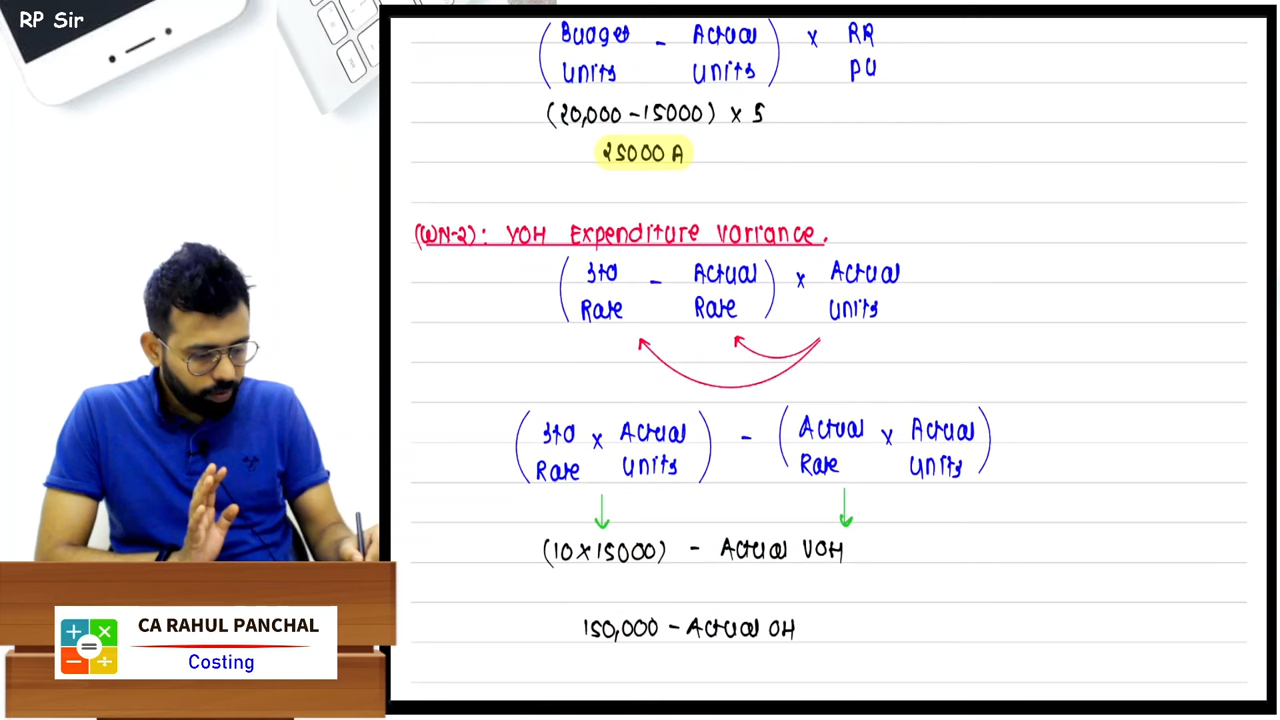 RP Sir
(Budget - Actual) x RR
Units Units PU
(20,000 - 15000) x 5
25000 A
(WN-2): VOH Expenditure Variance.
(Std - Actual) x Actual
Rate Rate Units
(Std x Actual) - (Actual x Actual)
Rate Units Rate Units
(10 x 15000) - Actual VOH
150,000 - Actual OH
CA RAHUL PANCHAL
Costing